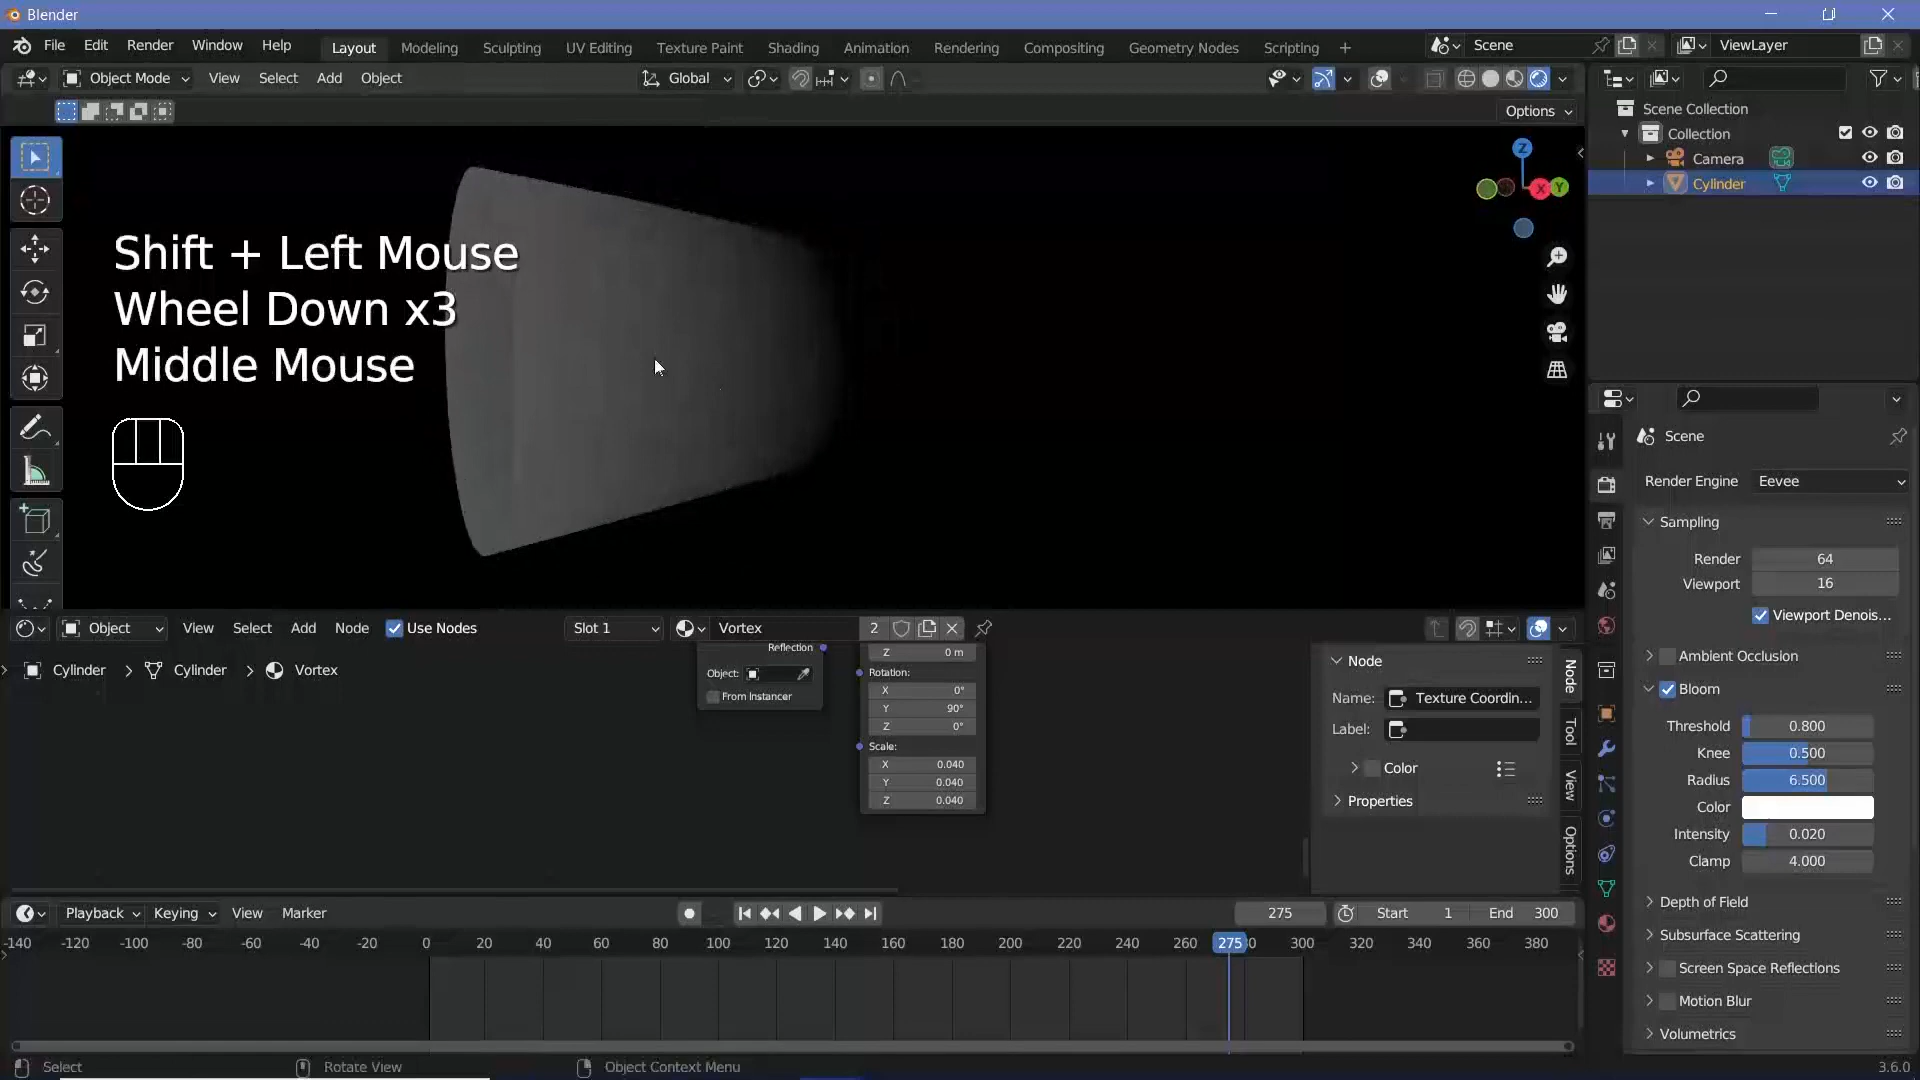 Blender
File Edit Render Window Help Layout Modeling Sculpting UV Editing Texture Paint Shading Animation Rendering Compositing Geometry Nodes Scripting + Scene ViewLayer
Object Mode View Select Add Object Global
Options
Scene Collection
Collection
Camera
Cylinder
Z
X
Y
Shift + Left Mouse
Wheel Down x3
Middle Mouse
Scene
Render Engine Eevee
Sampling
Render 64
Viewport 16
Viewport Denois...
Ambient Occlusion
Bloom
Threshold 0.800
Knee 0.500
Radius 6.500
Color
Intensity 0.020
Clamp 4.000
Depth of Field
Subsurface Scattering
Screen Space Reflections
Motion Blur
Volumetrics
Object View Select Add Node Use Nodes Slot 1 Vortex 2
Cylinder > Cylinder > Vortex
Reflection
Object:
From Instancer
Z 0 m
Rotation:
X 0°
Y 90°
Z 0°
Scale:
X 0.040
Y 0.040
Z 0.040
Node
Name: Texture Coordin...
Label:
Color
Properties
Node
Tool
View
Options
Playback Keying View Marker 275 Start 1 End 300
-140 -120 -100 -80 -60 -40 -20 0 20 40 60 80 100 120 140 160 180 200 220 240 260 275 300 320 340 360 380
Select Rotate View Object Context Menu 3.6.0